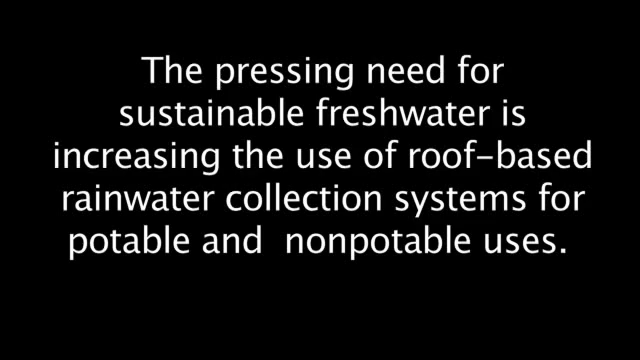 The pressing need for
sustainable freshwater is
increasing the use of roof-based
rainwater collection systems for
potable and  nonpotable uses.